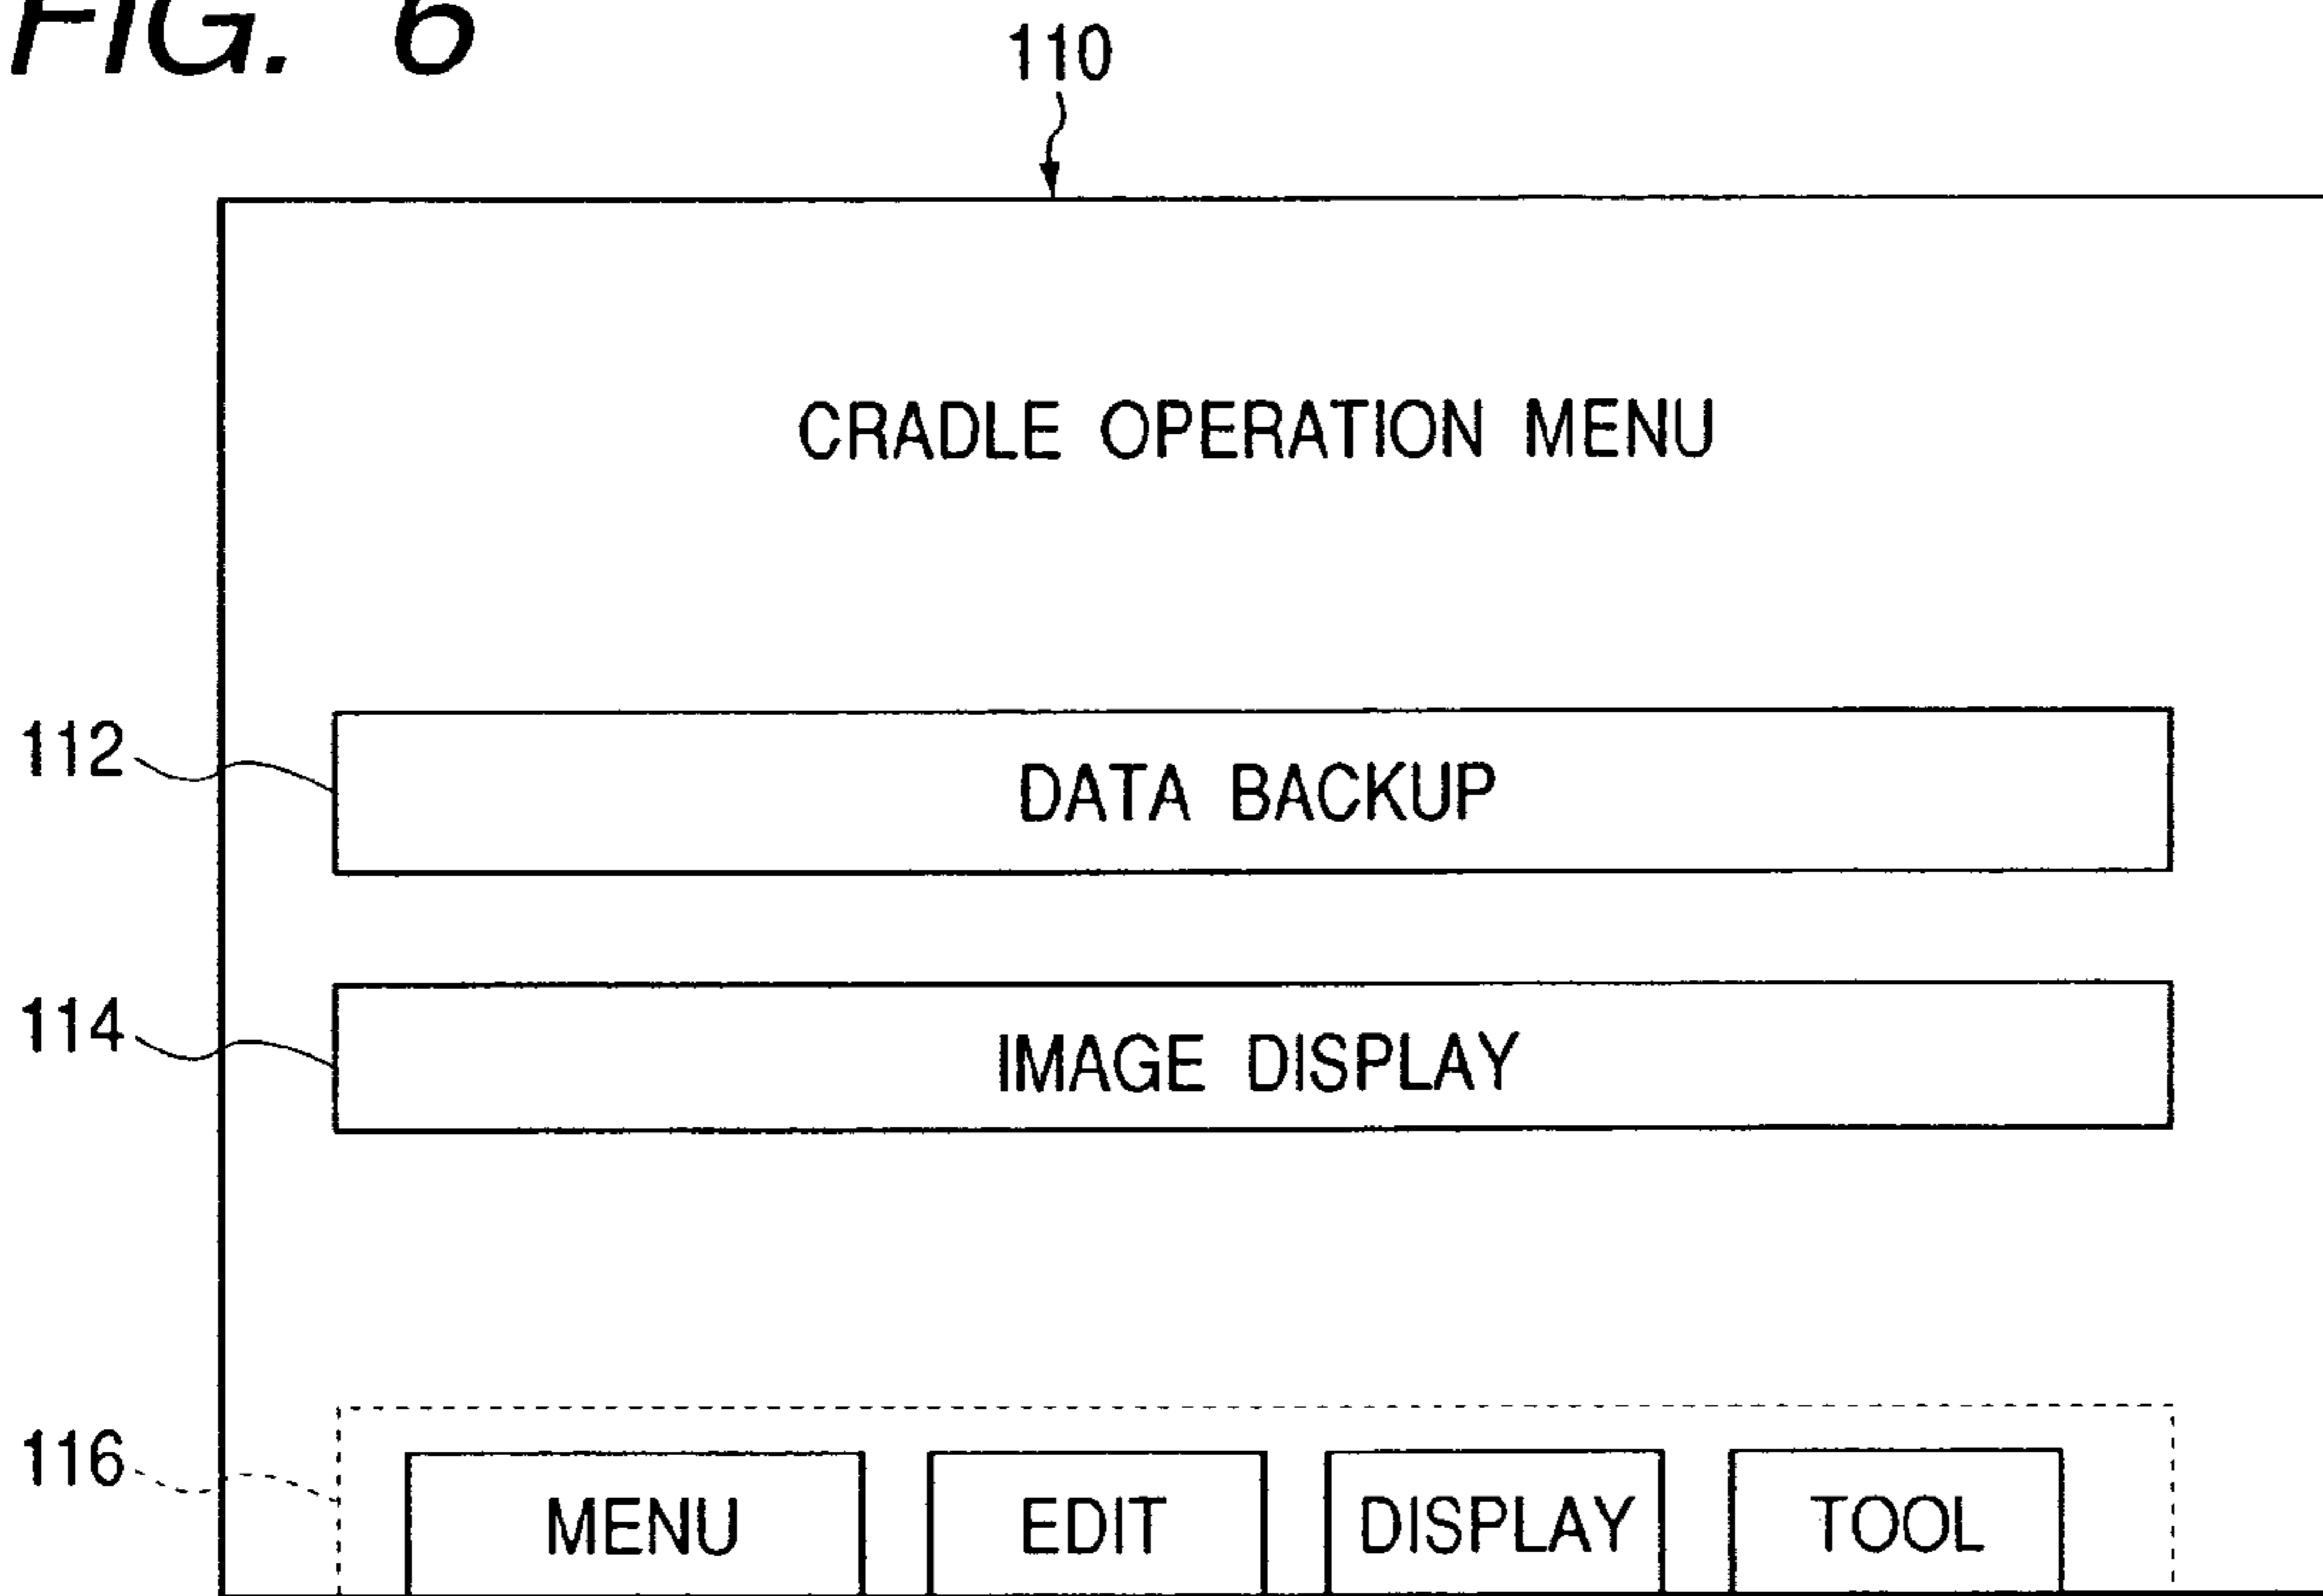 FIG. 6
110
CRADLE OPERATION MENU
112
DATA BACKUP
114
IMAGE DISPLAY
116
MENU EDIT DISPLAY TOOL